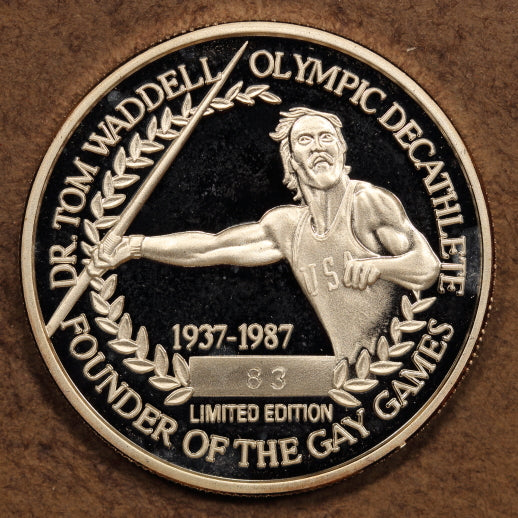 DR. TOM WADDELL OLYMPIC DECATHLETE
USA
1937-1987
83
LIMITED EDITION
FOUNDER OF THE GAY GAMES